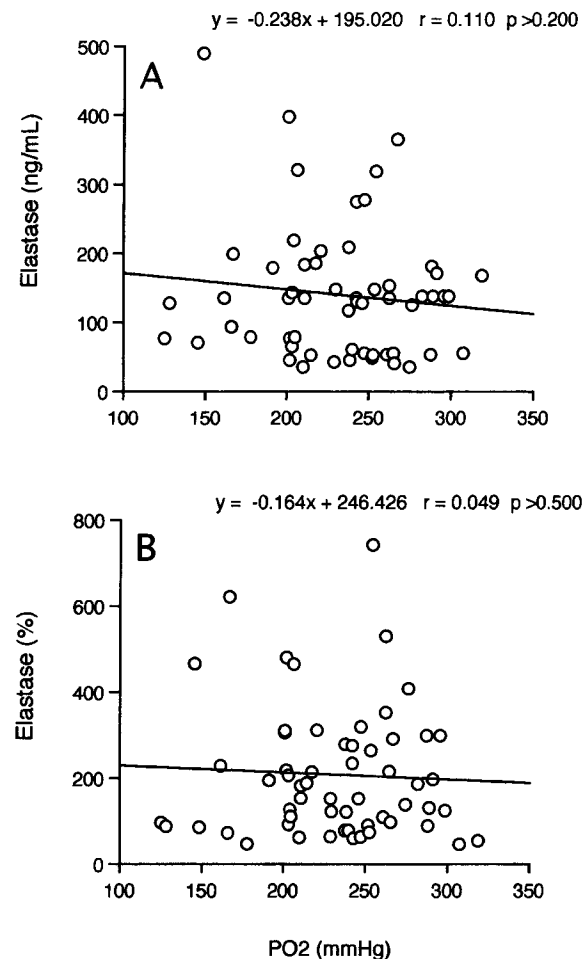 y = -0.238x + 195.020 r = 0.110 p >0.200
A
Elastase (ng/mL)
500
400
300
200
100
0
100 150 200 250 300 350
y = -0.164x + 246.426 r = 0.049 p >0.500
B
Elastase (%)
800
600
400
200
0
100 150 200 250 300 350
PO2 (mmHg)